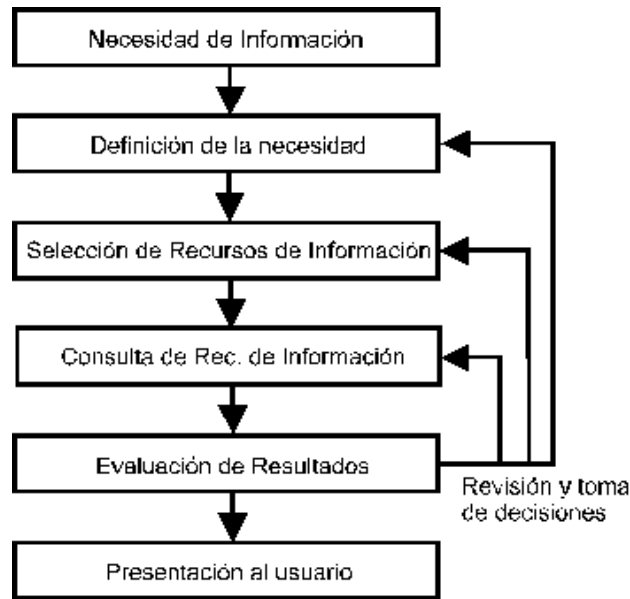 Necesidad de Información
Definición de la necesidad
Selección de Recursos de Información
Consulta de Rec. de Información
Evaluación de Resultados
Revisión y toma
de decisiones
Presentación al usuario